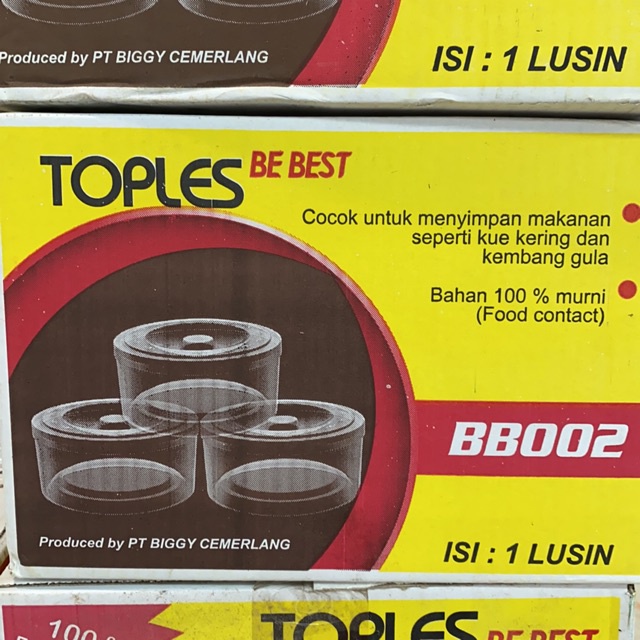 Produced by PT BIGGY CEMERLANG
ISI : 1 LUSIN
TOPLES BE BEST
Cocok untuk menyimpan makanan
seperti kue kering dan
kembang gula
Bahan 100 % murni
(Food contact)
BB002
Produced by PT BIGGY CEMERLANG
ISI : 1 LUSIN
100
TOPLES BE BEST